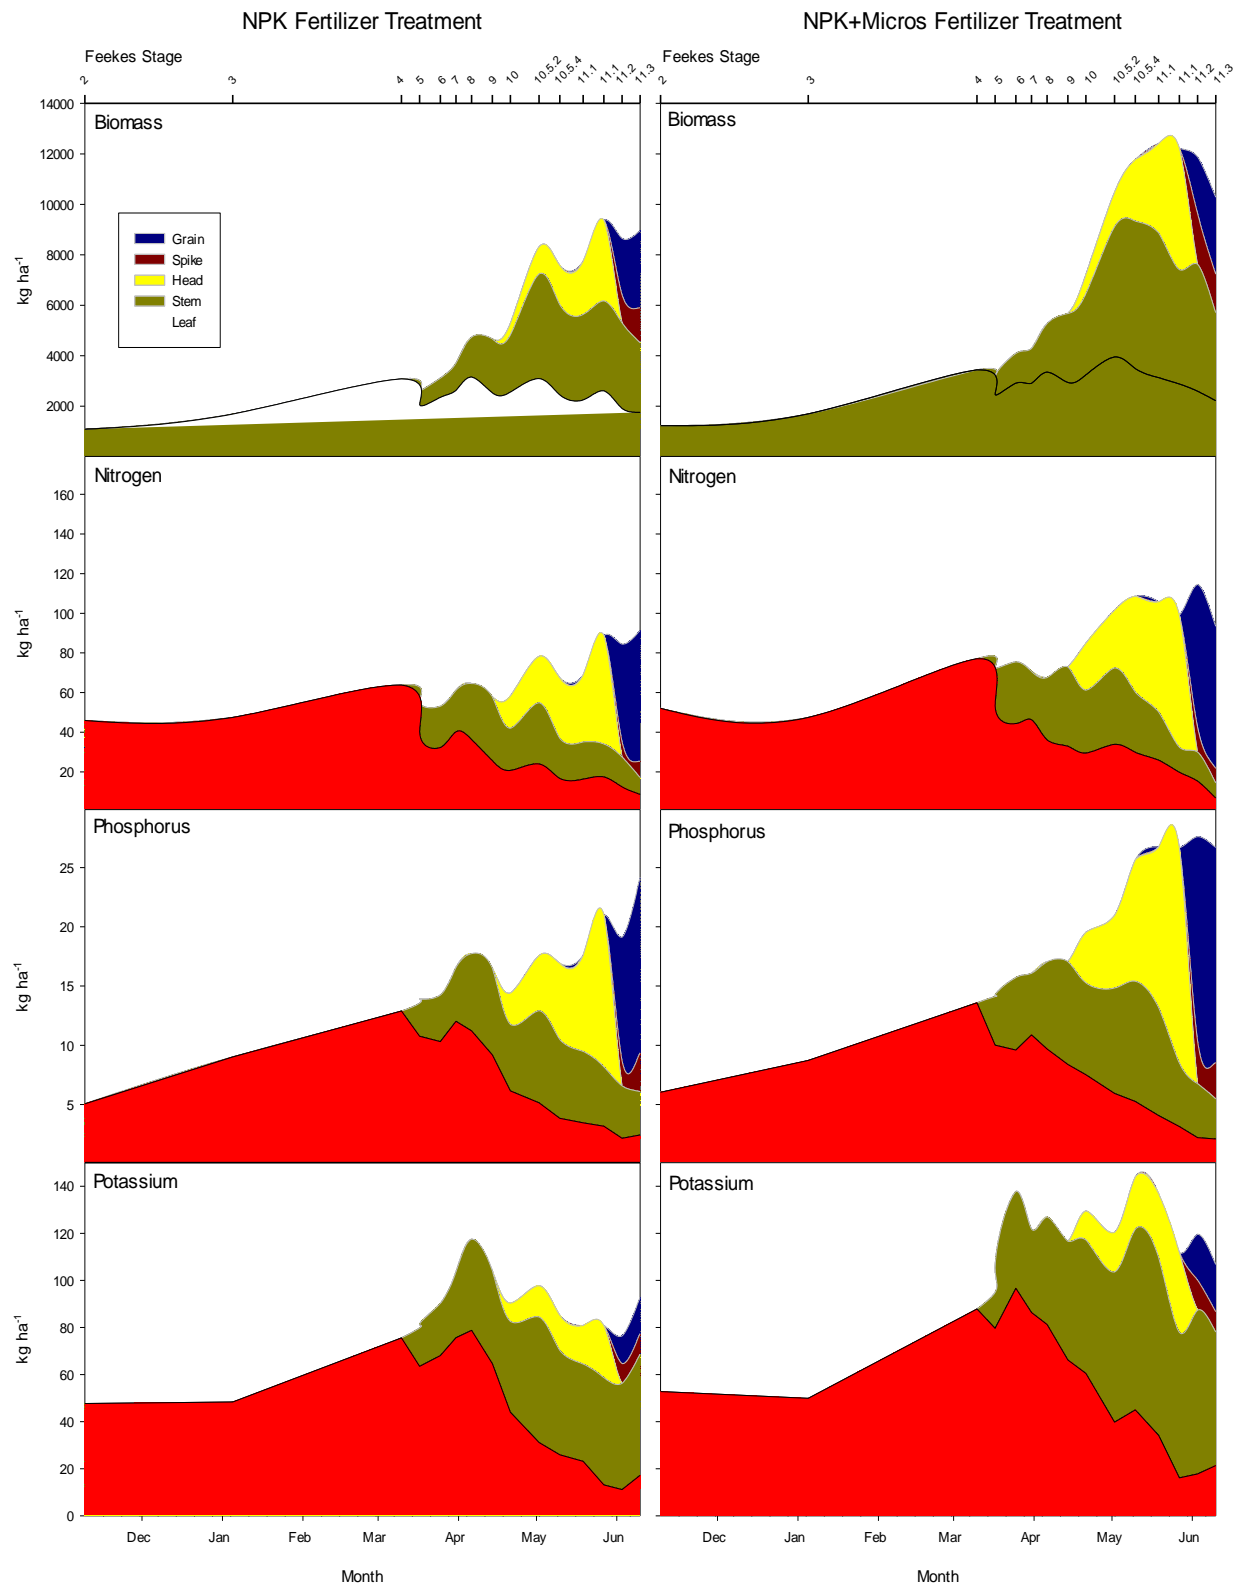 NPK Fertilizer Treatment NPK+Micros Fertilizer Treatment
Feekes Stage Feekes Stage
2 3 4 5 6 7 8 9 10 10.5.2 10.5.4 11.1 11.1 11.2 11.3 2 3 4 5 6 7 8 9 10 10.5.2 10.5.4 11.1 11.1 11.2 11.3
14000
Biomass Biomass
12000
10000
8000
6000
4000
2000
kg ha-1
Grain
Spike
Head
Stem
Leaf
Nitrogen Nitrogen
160
140
120
100
80
60
40
20
kg ha-1
Phosphorus Phosphorus
25
20
15
10
5
kg ha-1
Potassium Potassium
140
120
100
80
60
40
20
0
kg ha-1
Dec Jan Feb Mar Apr May Jun Dec Jan Feb Mar Apr May Jun
Month Month